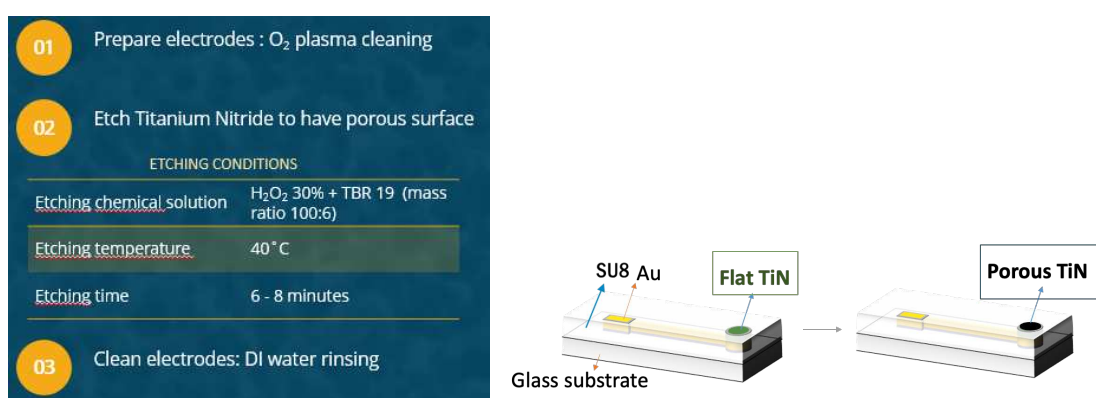 01
Prepare electrodes : O₂ plasma cleaning
02
Etch Titanium Nitride to have porous surface
ETCHING CONDITIONS
Etching chemical solution
H₂O₂ 30% + TBR 19 (mass
ratio 100:6)
Etching temperature
40˚C
Etching time
6 - 8 minutes
03
Clean electrodes: DI water rinsing
SU8
Au
Flat TiN
Glass substrate
Porous TiN